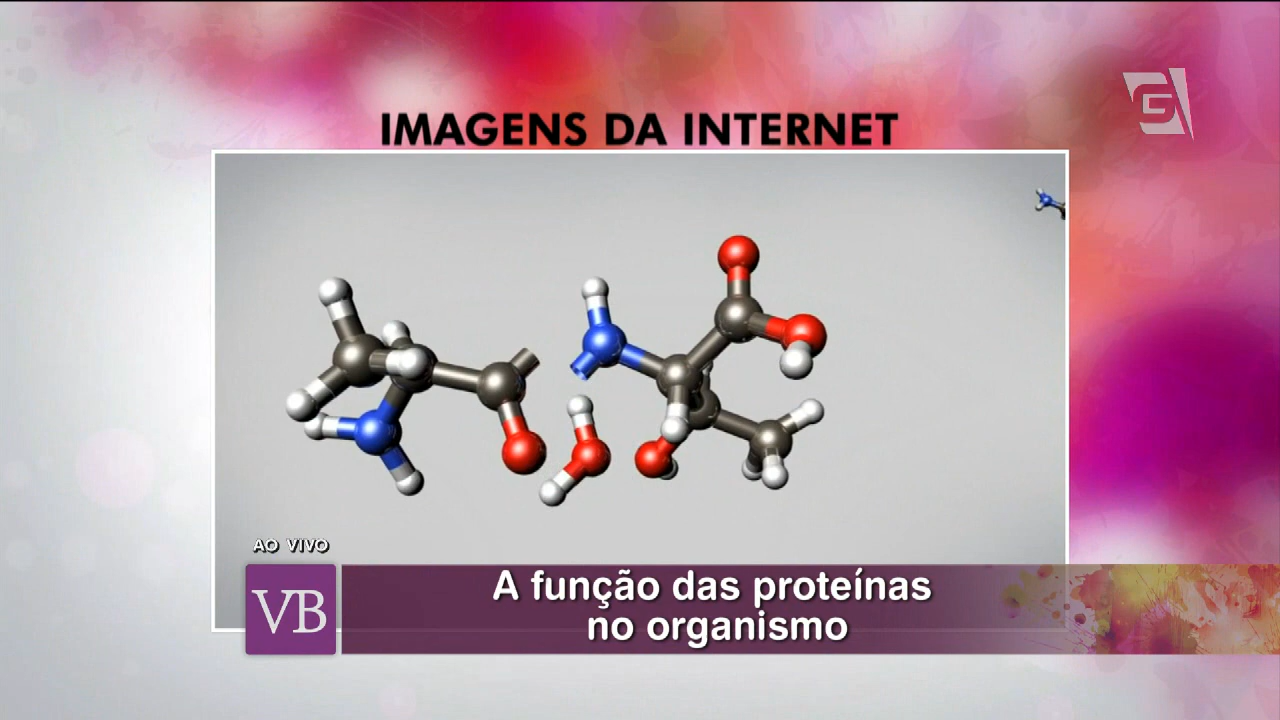 IMAGENS DA INTERNET
AO VIVO
VB
A função das proteínas
no organismo